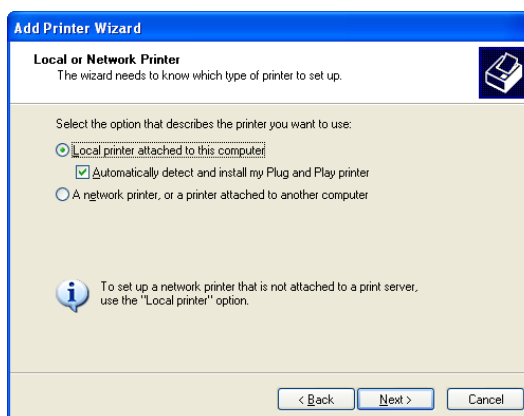 Add Printer Wizard
Local or Network Printer
The wizard needs to know which type of printer to set up.
Select the option that describes the printer you want to use:
Local printer attached to this computer
Automatically detect and install my Plug and Play printer
A network printer, or a printer attached to another computer
To set up a network printer that is not attached to a print server,
use the "Local printer" option.
< Back
Next >
Cancel